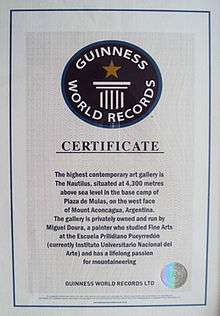 GUINNESS
WORLD RECORDS
CERTIFICATE
The highest contemporary art gallery is
The Nautilus, situated at 4,300 metres
above sea level in the base camp of
Plaza de Mulas, on the west face
of Mount Aconcagua, Argentina.
The gallery is privately owned and run by
Miguel Doura, a painter who studied Fine Arts
at the Escuela Prilidiano Pueyrredón
(currently Instituto Universitario Nacional del
Arte) and has a lifelong passion
for mountaineering
GUINNESS WORLD RECORDS LTD